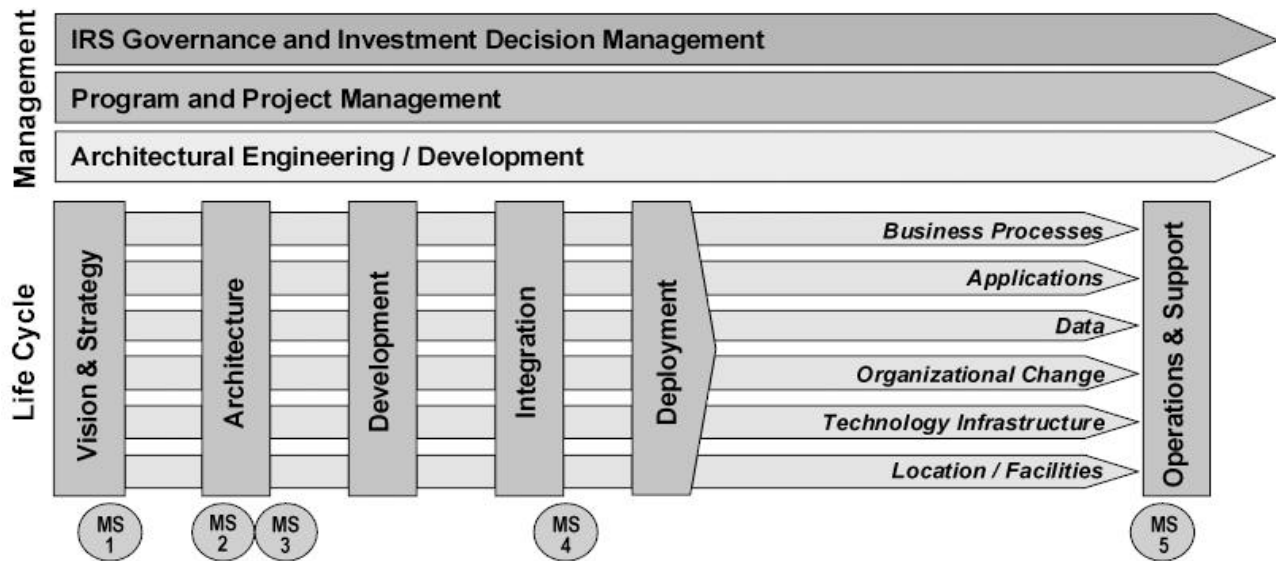 Management
IRS Governance and Investment Decision Management
Program and Project Management
Architectural Engineering / Development
Life Cycle
Vision & Strategy
Architecture
Development
Integration
Deployment
Business Processes
Applications
Data
Organizational Change
Technology Infrastructure
Location / Facilities
Operations & Support
MS
1
MS
2
MS
3
MS
4
MS
5